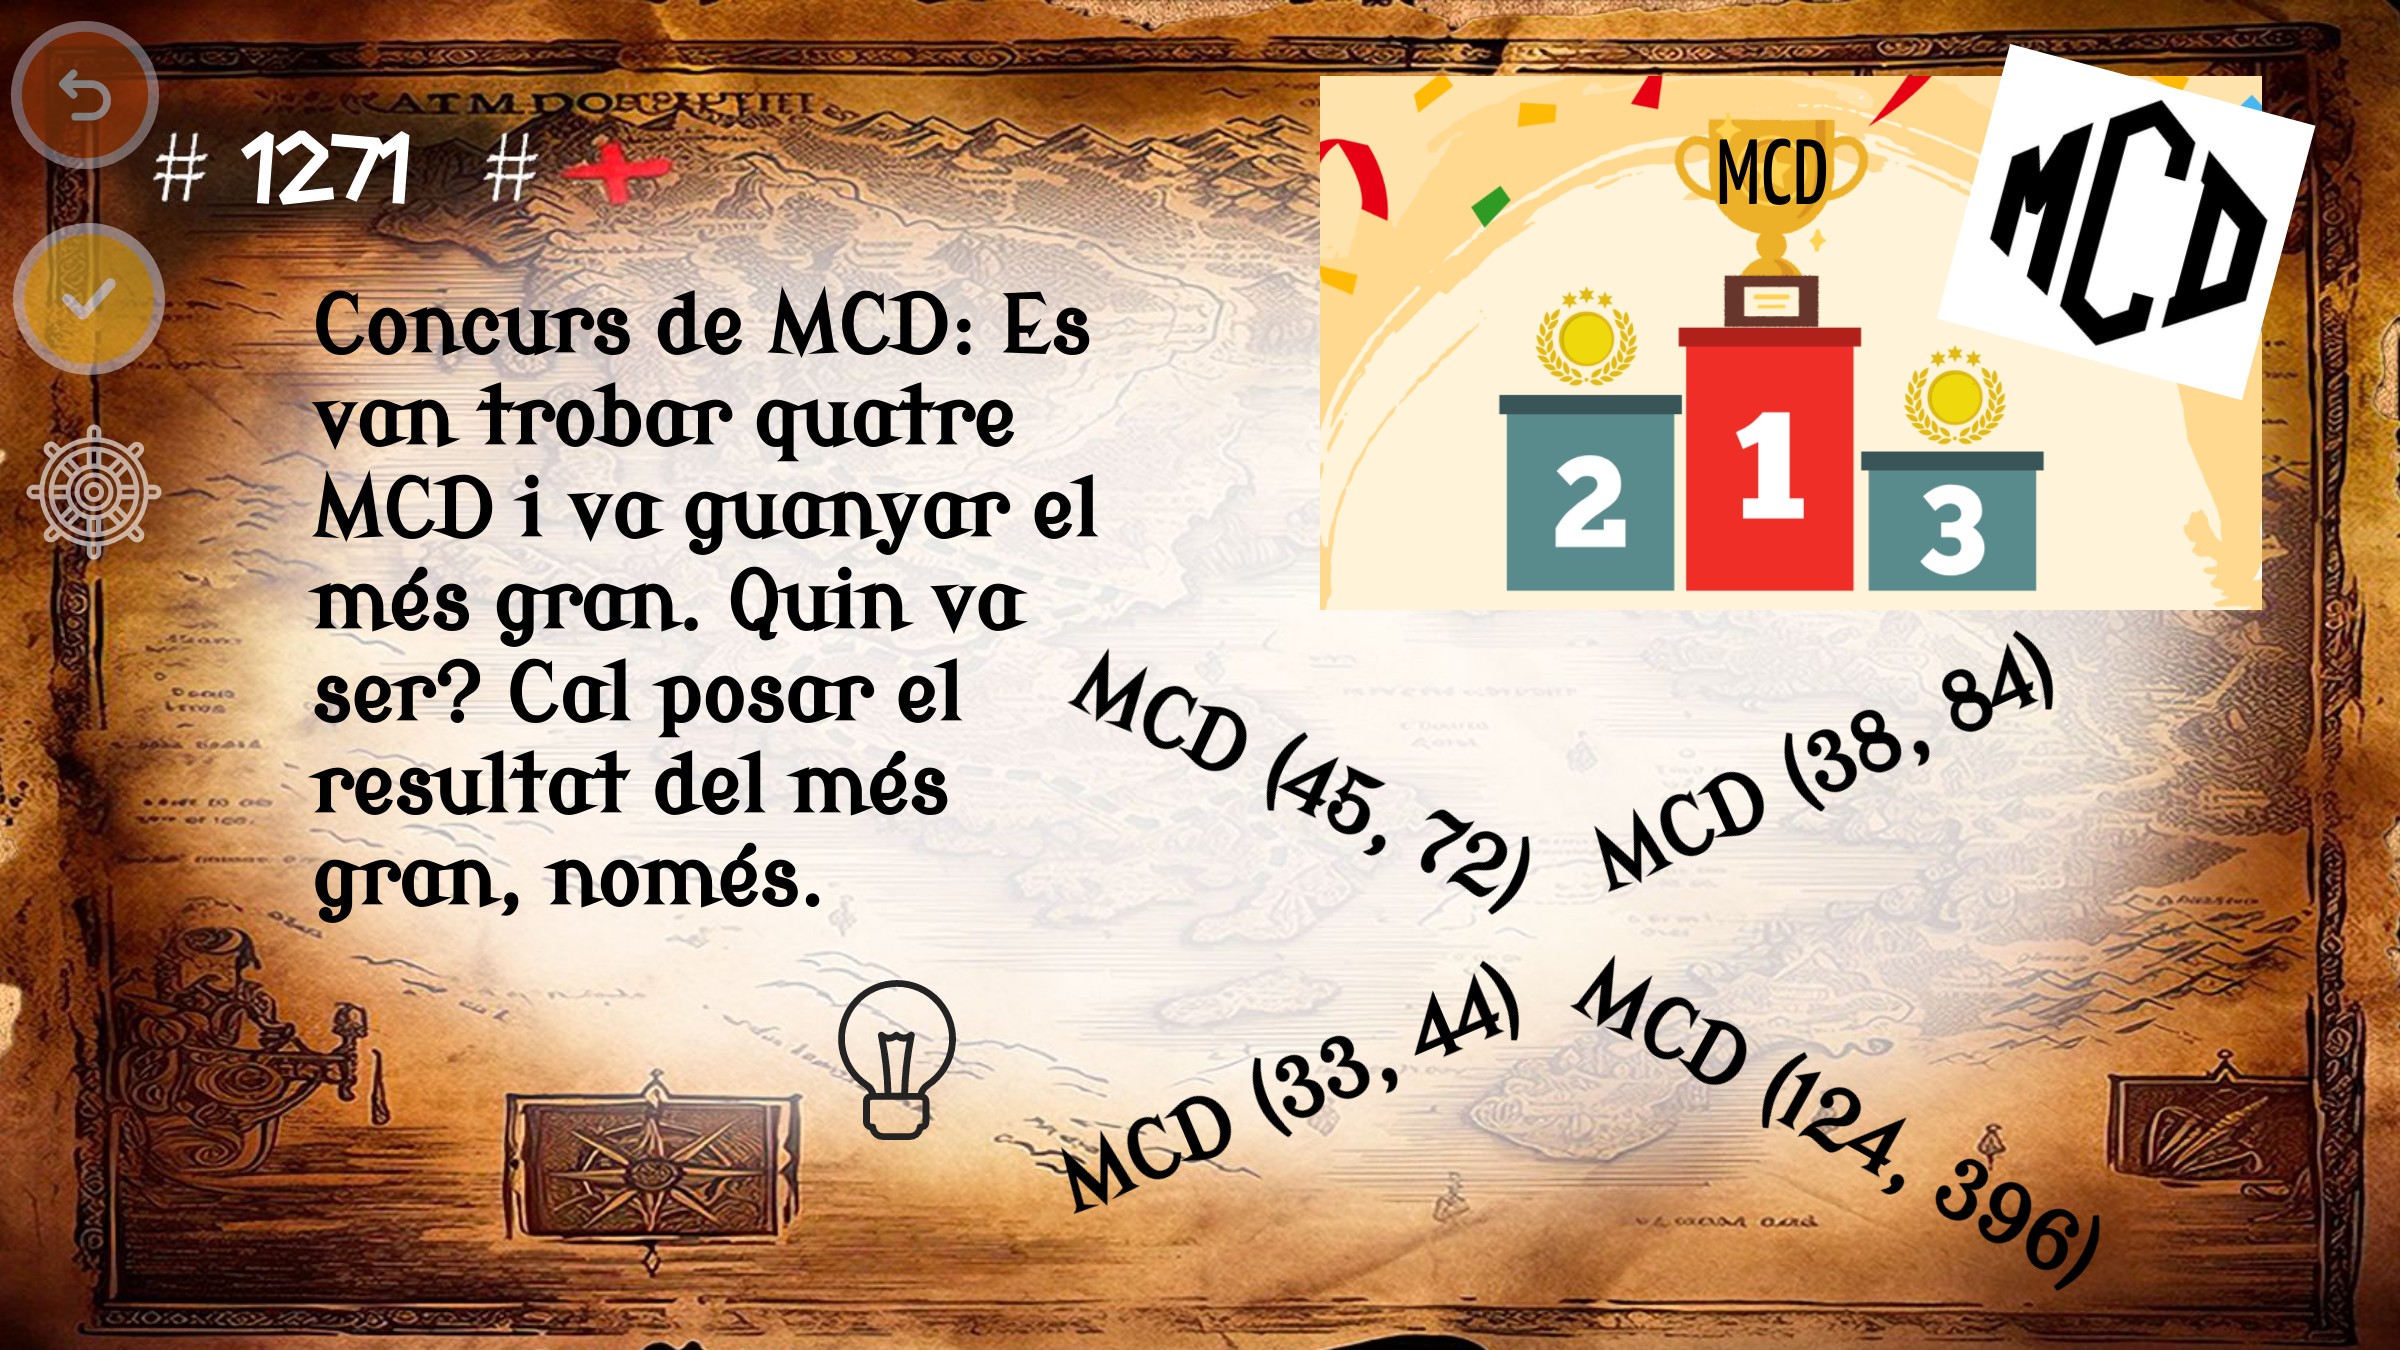 # 1271 #
Concurs de MCD: Es
van trobar quatre
MCD i va guanyar el
més gran. Quin va
ser? Cal posar el
resultat del més
gran, només.
MCD
MCD
2
1
3
MCD (45, 72)
MCD (38, 84)
MCD (33, 44)
MCD (124, 396)